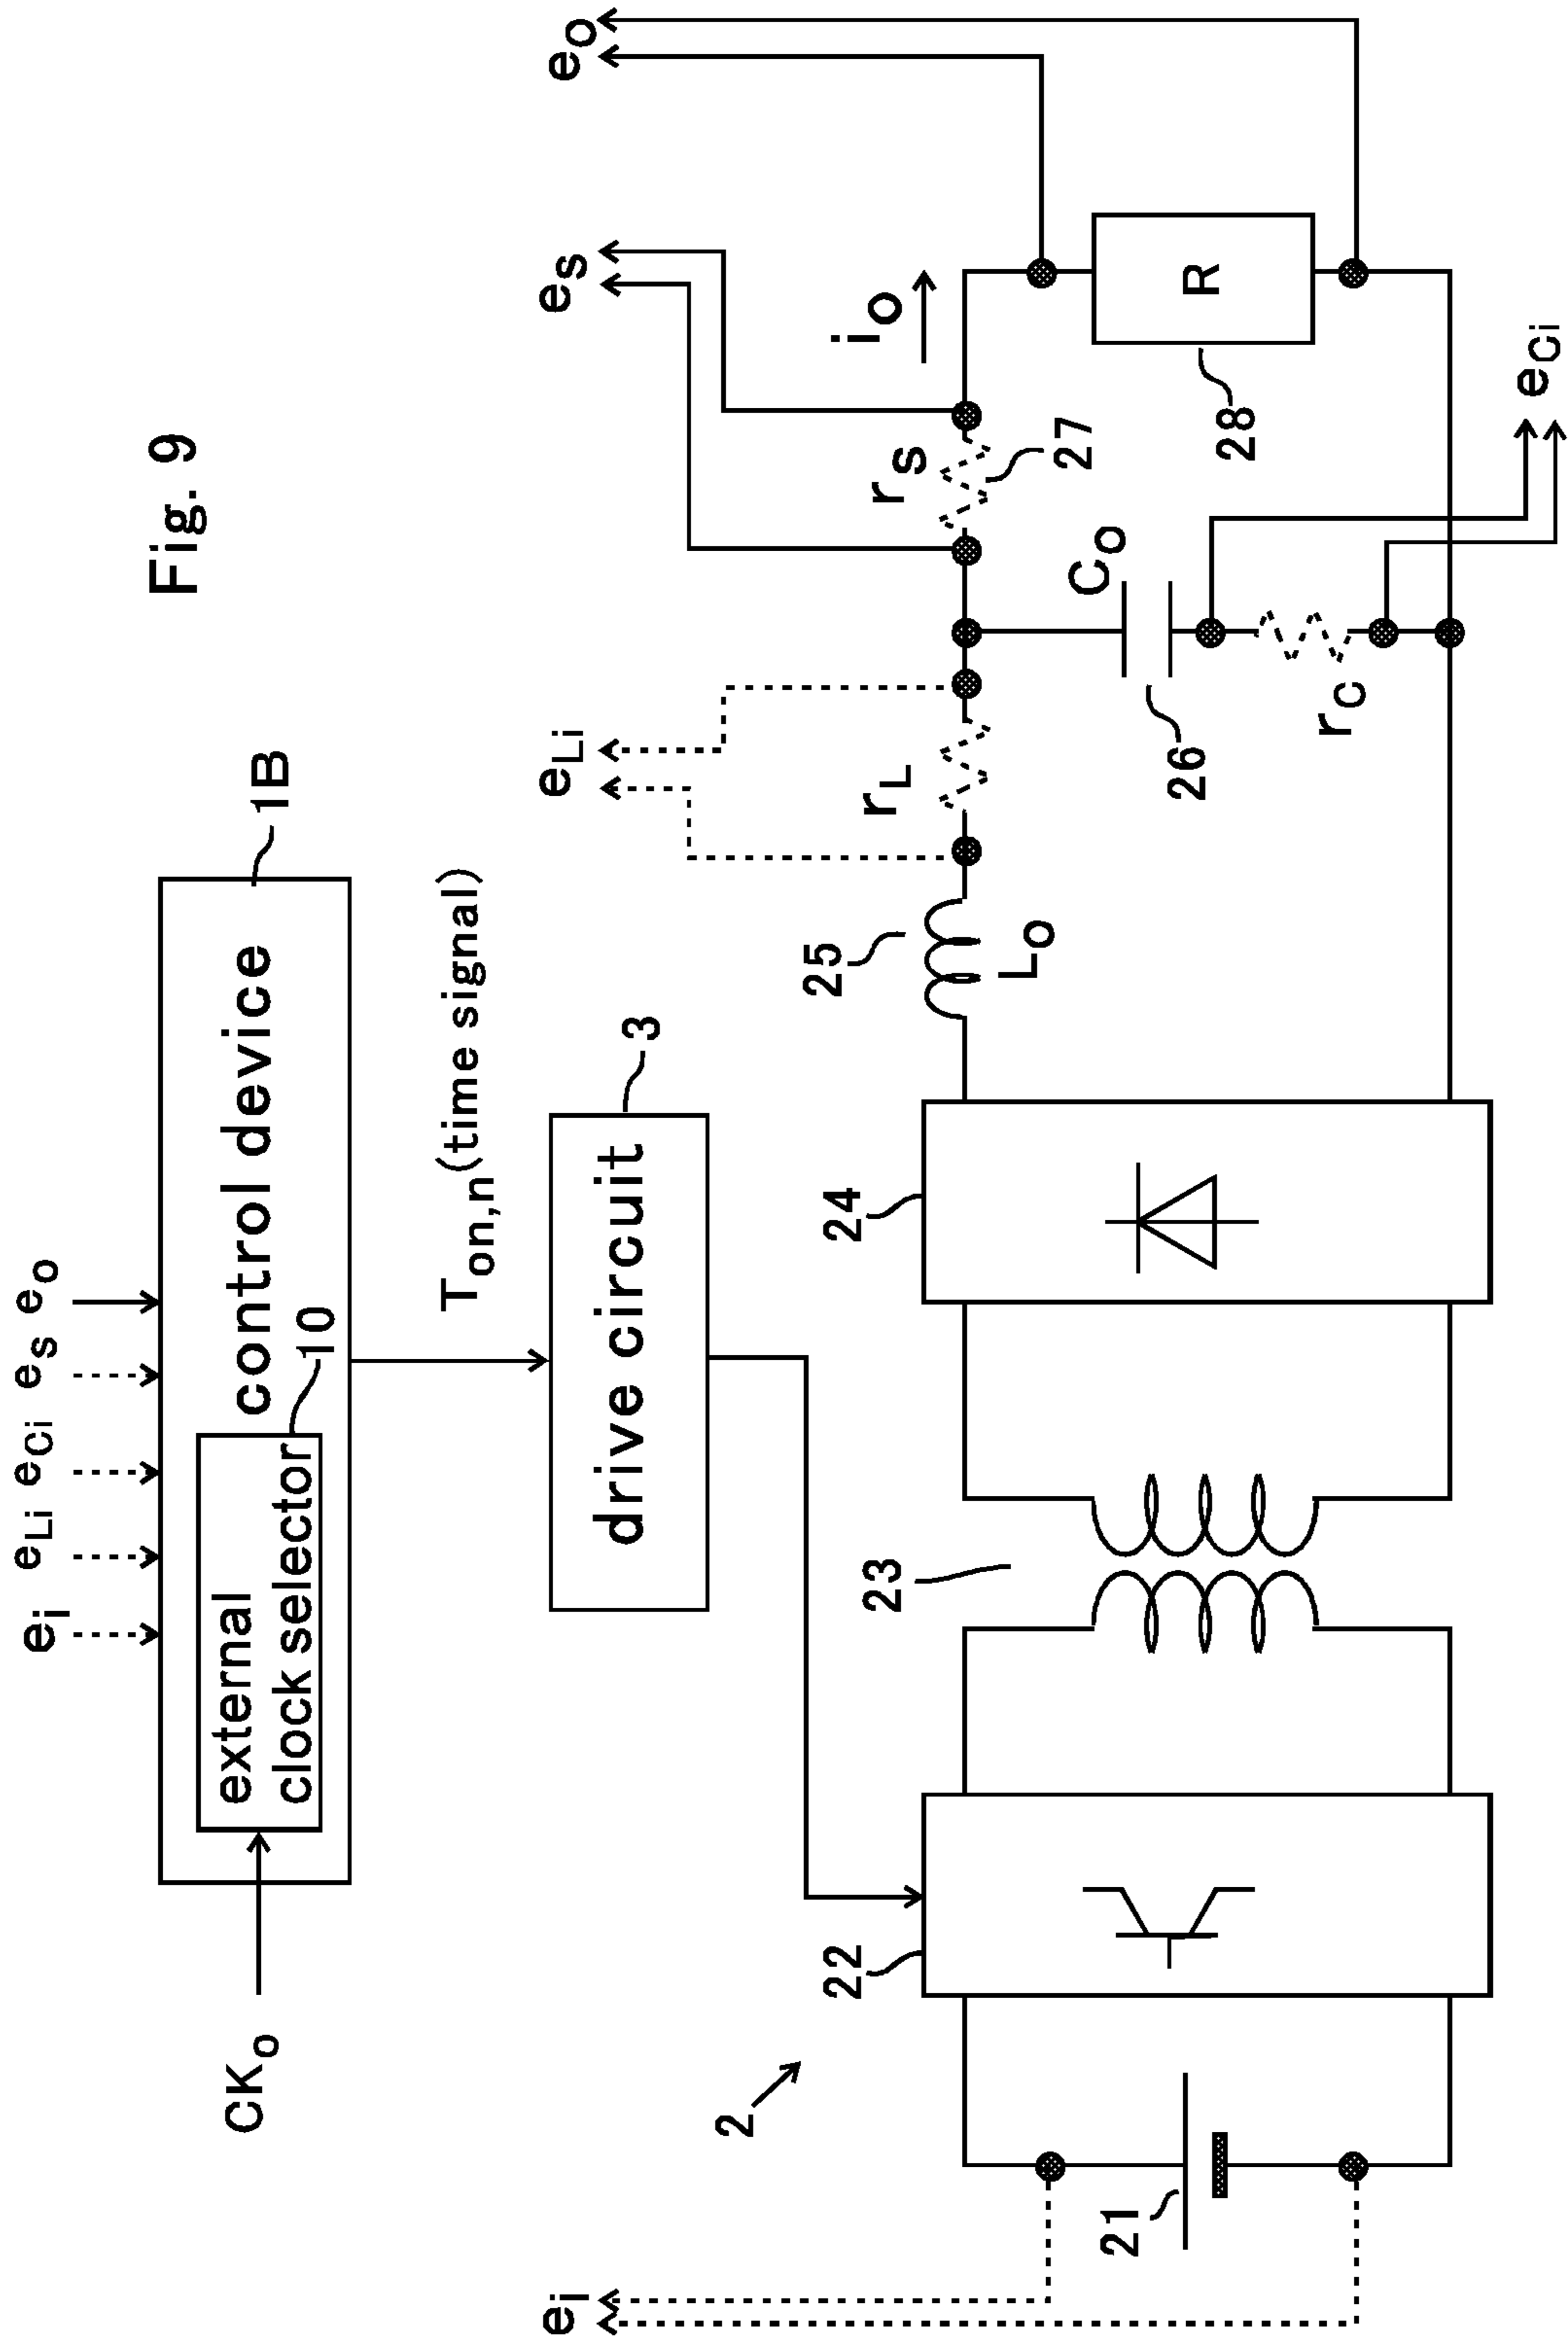 Fig. 9
e_i e_Li e_Ci e_s e_o
1B
control device
10
external
clock selector
CK_o
T_on,n(time signal)
3
drive circuit
e_i
e_Li
e_s
e_o
2
21
22
23
24
25
L_o
r_L
r_s
27
i_o
C_o
26
r_C
R
28
e_Ci